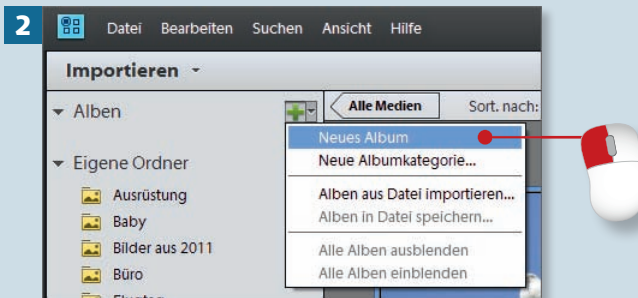 2
Datei Bearbeiten Suchen Ansicht Hilfe
Importieren
Alben
Alle Medien Sort. nach:
Neues Album
Neue Albumkategorie...
Alben aus Datei importieren...
Alben in Datei speichern...
Alle Alben ausblenden
Alle Alben einblenden
Eigene Ordner
Ausrüstung
Baby
Bilder aus 2011
Büro